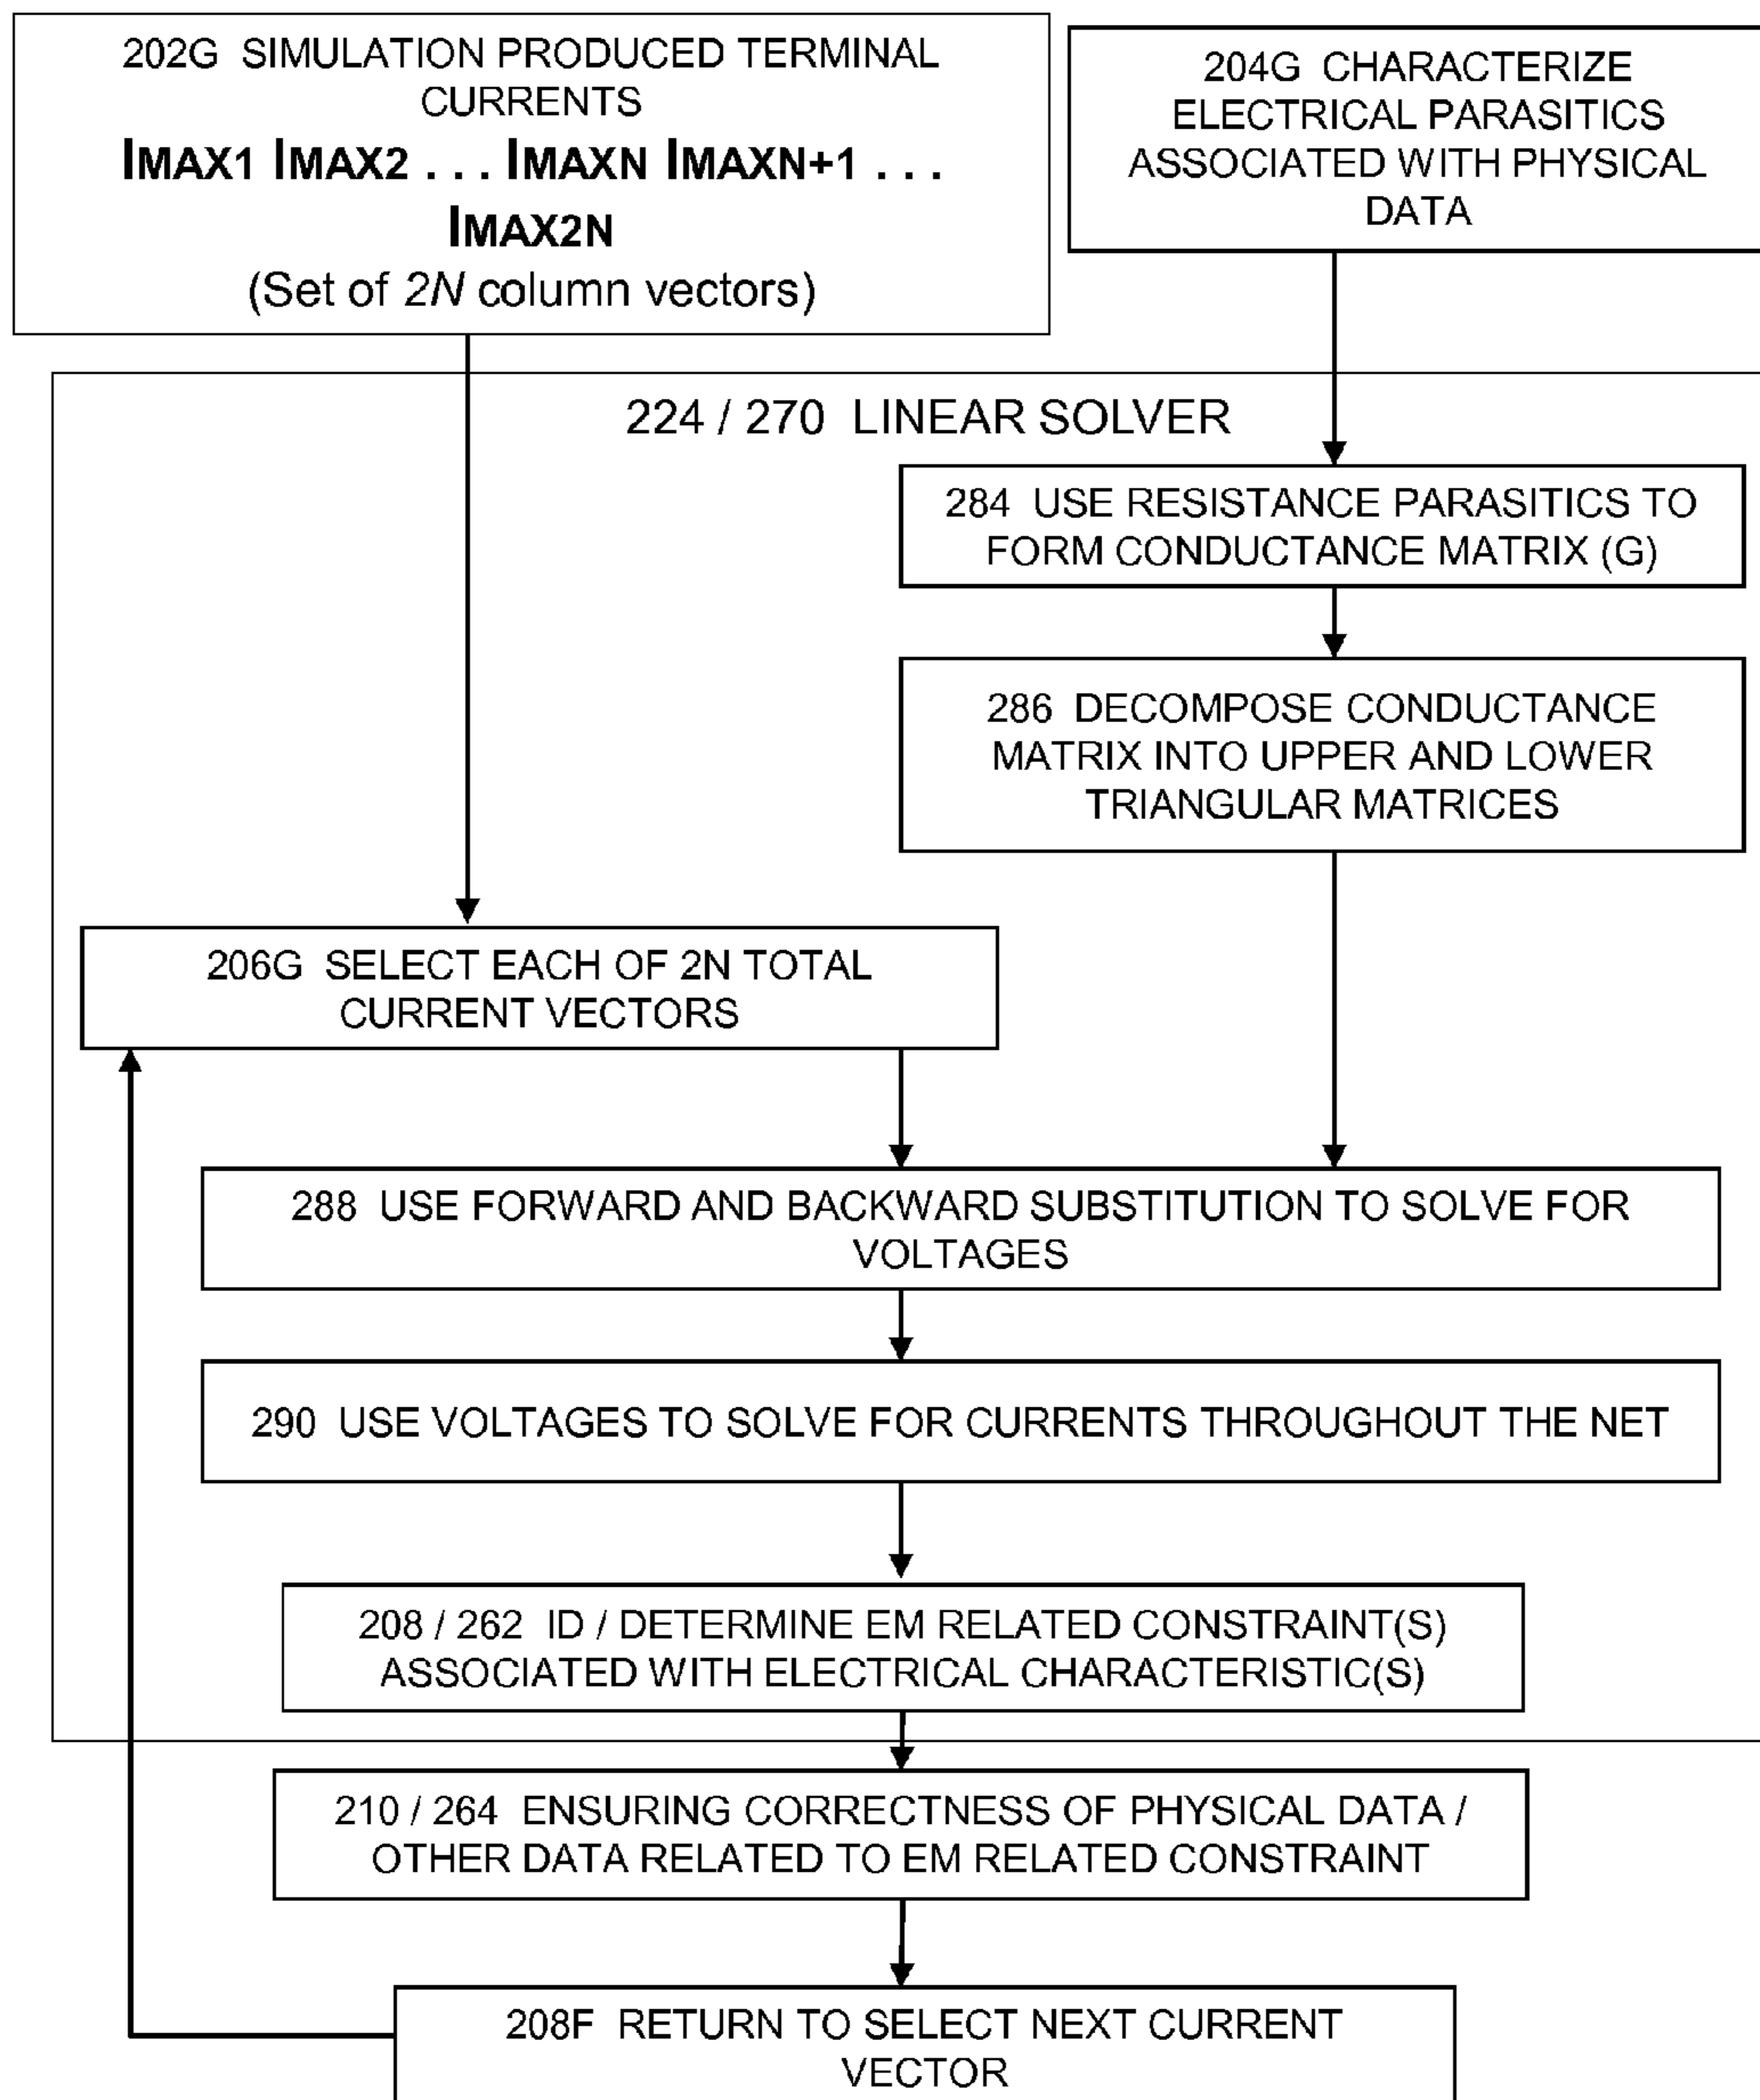 202G SIMULATION PRODUCED TERMINAL
CURRENTS
IMAX1 IMAX2 . . . IMAXN IMAXN+1 . . .
IMAX2N
(Set of 2N column vectors)
204G CHARACTERIZE
ELECTRICAL PARASITICS
ASSOCIATED WITH PHYSICAL
DATA
224 / 270 LINEAR SOLVER
284 USE RESISTANCE PARASITICS TO
FORM CONDUCTANCE MATRIX (G)
286 DECOMPOSE CONDUCTANCE
MATRIX INTO UPPER AND LOWER
TRIANGULAR MATRICES
206G SELECT EACH OF 2N TOTAL
CURRENT VECTORS
288 USE FORWARD AND BACKWARD SUBSTITUTION TO SOLVE FOR
VOLTAGES
290 USE VOLTAGES TO SOLVE FOR CURRENTS THROUGHOUT THE NET
208 / 262 ID / DETERMINE EM RELATED CONSTRAINT(S)
ASSOCIATED WITH ELECTRICAL CHARACTERISTIC(S)
210 / 264 ENSURING CORRECTNESS OF PHYSICAL DATA /
OTHER DATA RELATED TO EM RELATED CONSTRAINT
208F RETURN TO SELECT NEXT CURRENT
VECTOR